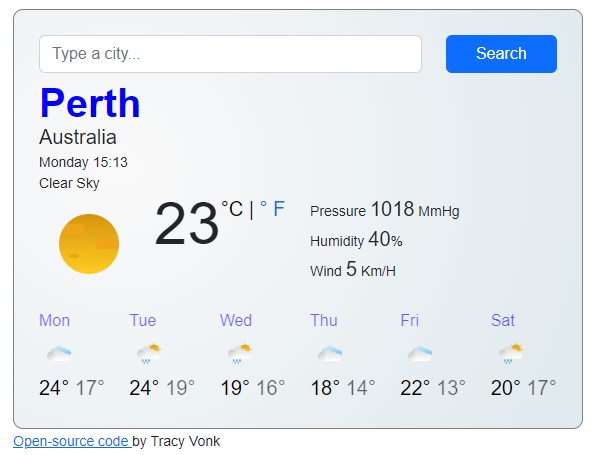 Type a city...
Search
Perth
Australia
Monday 15:13
Clear Sky
23°C | ° F
Pressure 1018 MmHg
Humidity 40%
Wind 5 Km/H
Mon Tue Wed Thu Fri Sat
24° 17° 24° 19° 19° 16° 18° 14° 22° 13° 20° 17°
Open-source code by Tracy Vonk